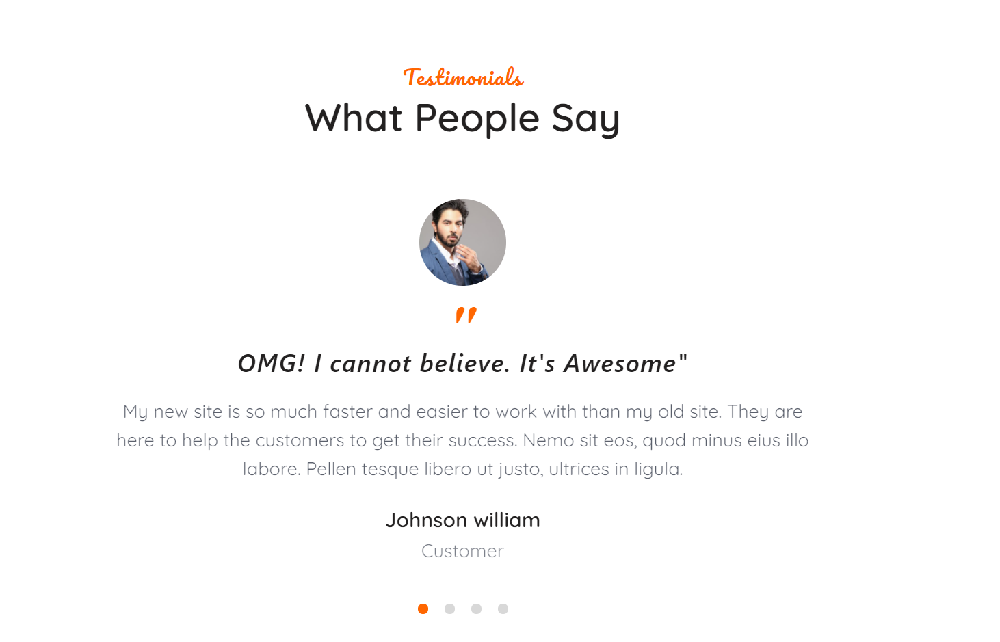 Testimonials
What People Say
"
OMG! I cannot believe. It's Awesome"
My new site is so much faster and easier to work with than my old site. They are
here to help the customers to get their success. Nemo sit eos, quod minus eius illo
labore. Pellen tesque libero ut justo, ultrices in ligula.
Johnson william
Customer